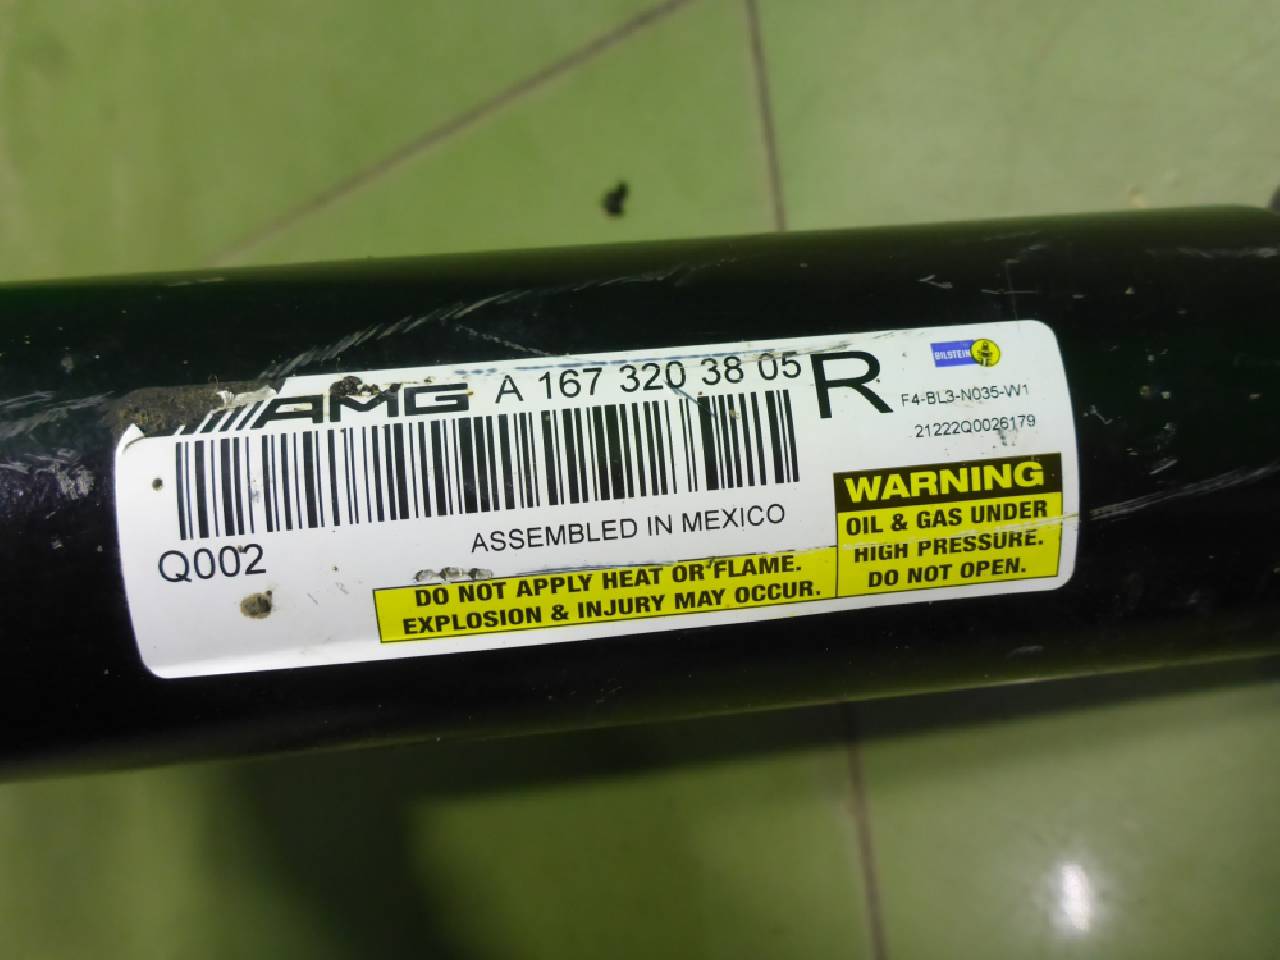 AMG A 167 320 38 05 R
BILSTEIN
F4-BL3-N035-W1
21222Q0026179
Q002
ASSEMBLED IN MEXICO
WARNING
OIL & GAS UNDER
HIGH PRESSURE.
DO NOT OPEN.
DO NOT APPLY HEAT OR FLAME.
EXPLOSION & INJURY MAY OCCUR.